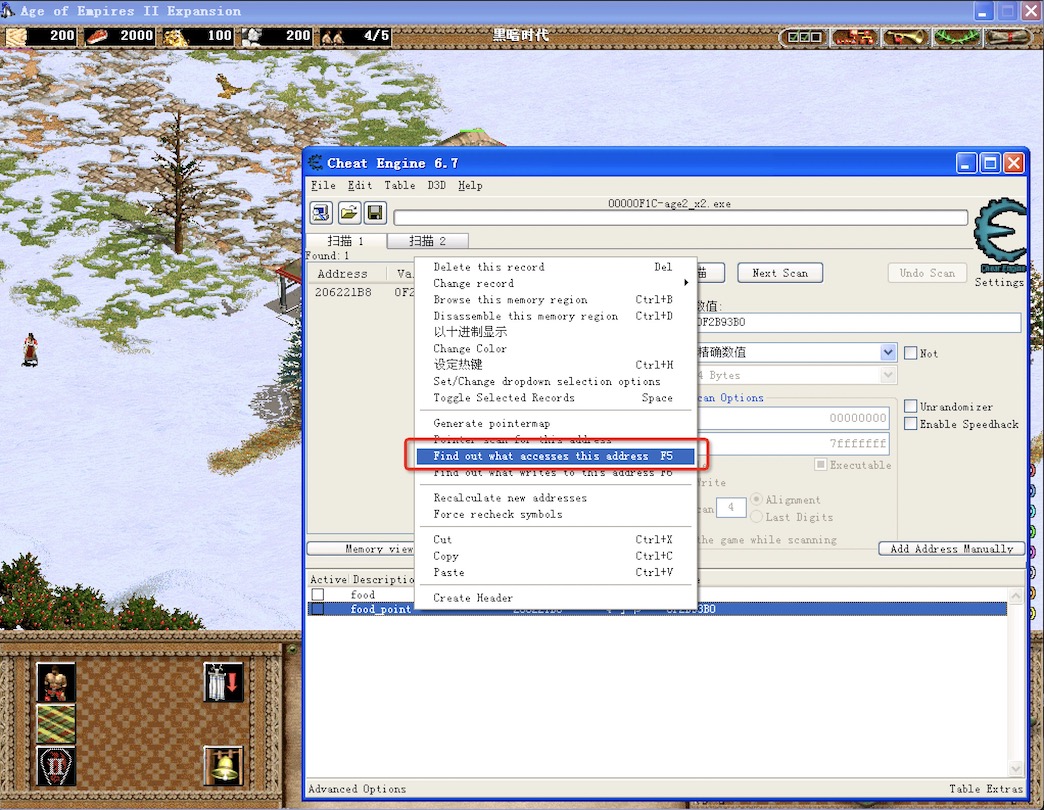 Age of Empires II Expansion
200 2000 100 200 4/5 黑暗时代
Cheat Engine 6.7
File Edit Table D3D Help
00000F1C-age2_x2.exe
扫描 1 扫描 2
Found: 1
Address Va
206221B8 0F2
Cheat Engine
Settings
描 Next Scan Undo Scan
数值:
0F2B93B0
精确数值 Not
4 Bytes
can Options
00000000
7fffffff
Unrandomizer
Enable Speedhack
Executable
rite
can 4 Alignment
Last Digits
the game while scanning
Memory view Add Address Manually
Delete this record Del
Change record
Browse this memory region Ctrl+B
Disassemble this memory region Ctrl+D
以十进制显示
Change Color
设定热键 Ctrl+H
Set/Change dropdown selection options
Toggle Selected Records Space
Generate pointermap
Pointer scan for this address
Find out what accesses this address F5
Find out what writes to this address F6
Recalculate new addresses
Force recheck symbols
Cut Ctrl+X
Copy Ctrl+C
Paste Ctrl+V
Create Header
Active Descriptio
food
food_point
Advanced Options Table Extras